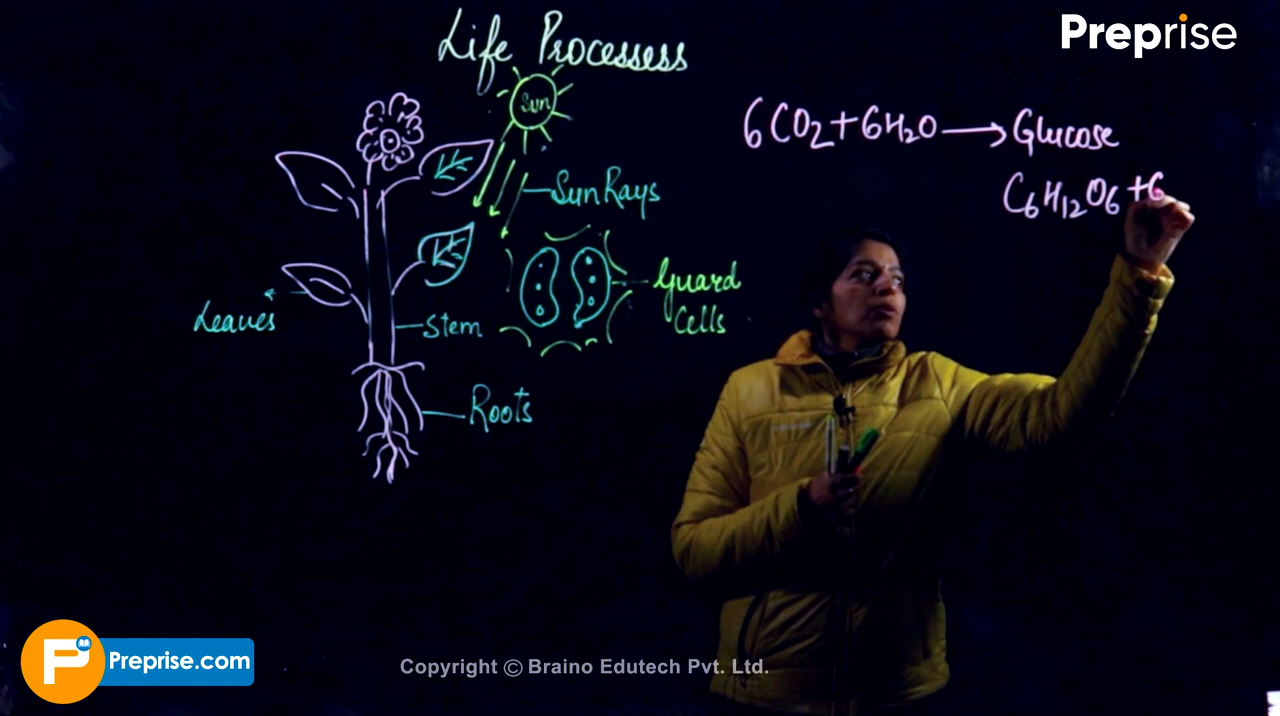 Life Processess
Preprise
Sun
6CO2+6H2O → Glucose
C6H12O6 +6
Sun Rays
Guard
Cells
Leaves
Stem
Roots
Preprise.com
Copyright © Braino Edutech Pvt. Ltd.